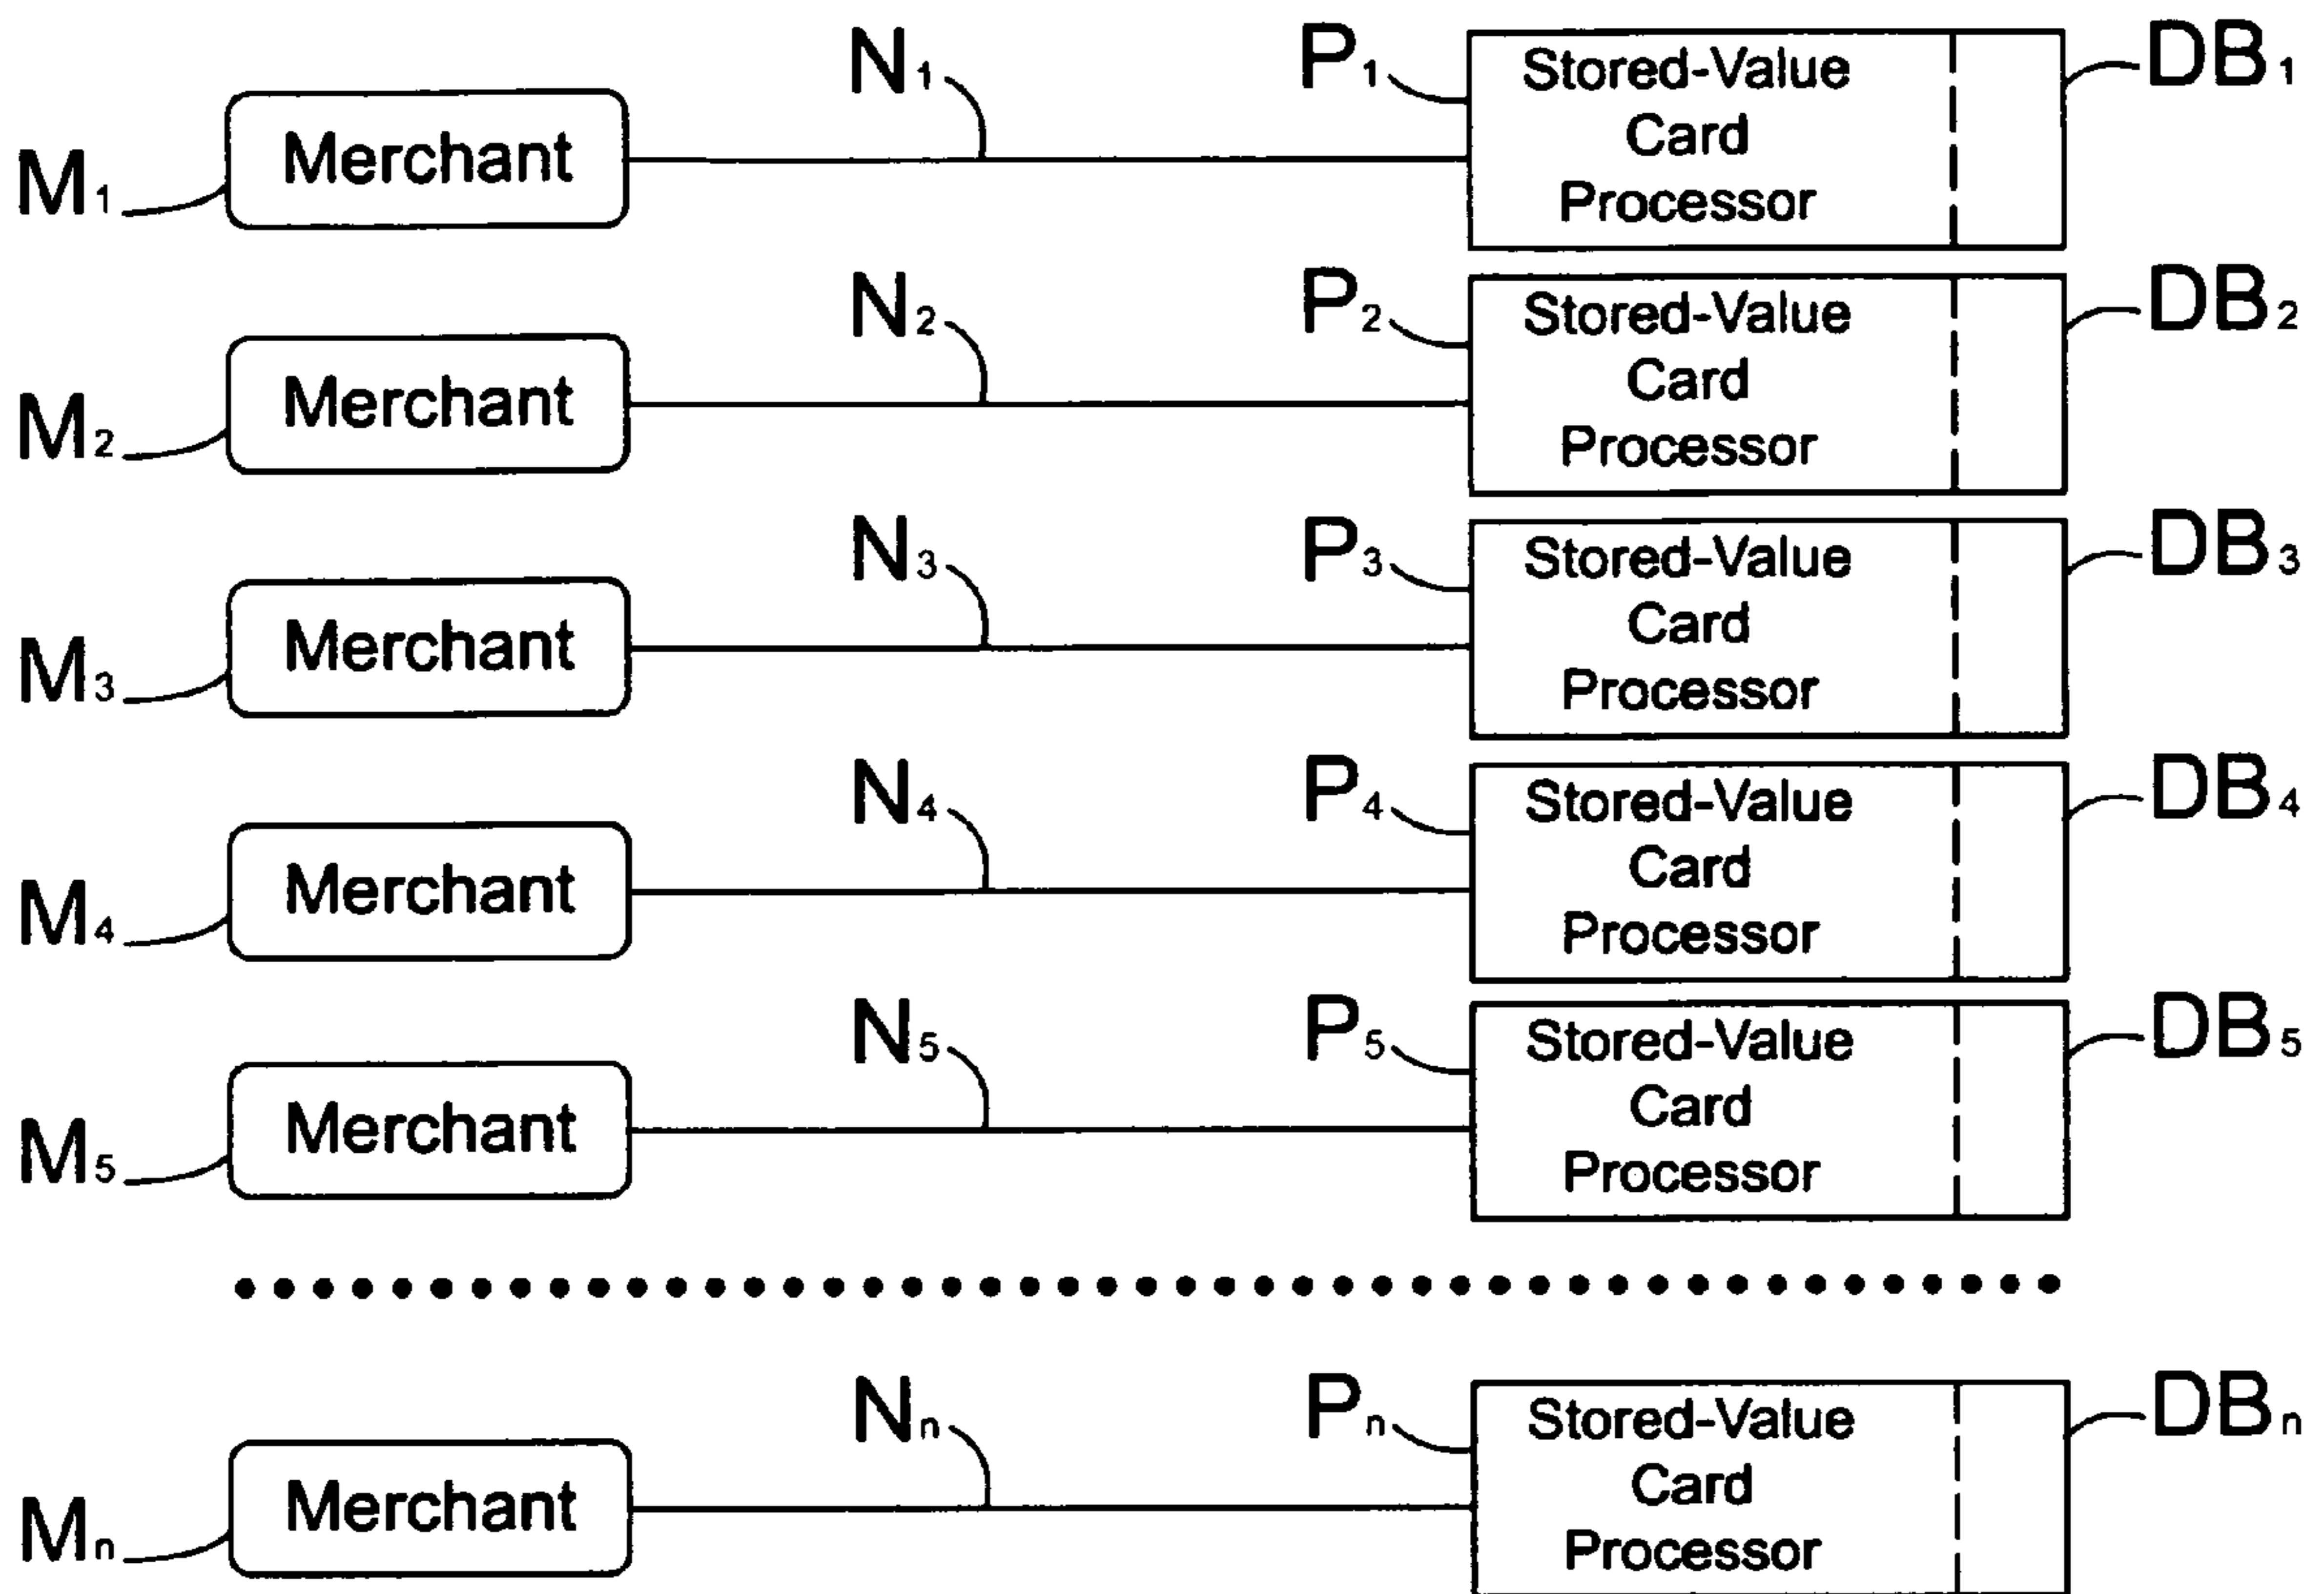 N1 P1 Stored-Value DB1
M1 Merchant Card
Processor
N2 P2 Stored-Value DB2
M2 Merchant Card
Processor
N3 P3 Stored-Value DB3
M3 Merchant Card
Processor
N4 P4 Stored-Value DB4
M4 Merchant Card
Processor
N5 P5 Stored-Value DB5
M5 Merchant Card
Processor
Nn Pn Stored-Value DBn
Mn Merchant Card
Processor